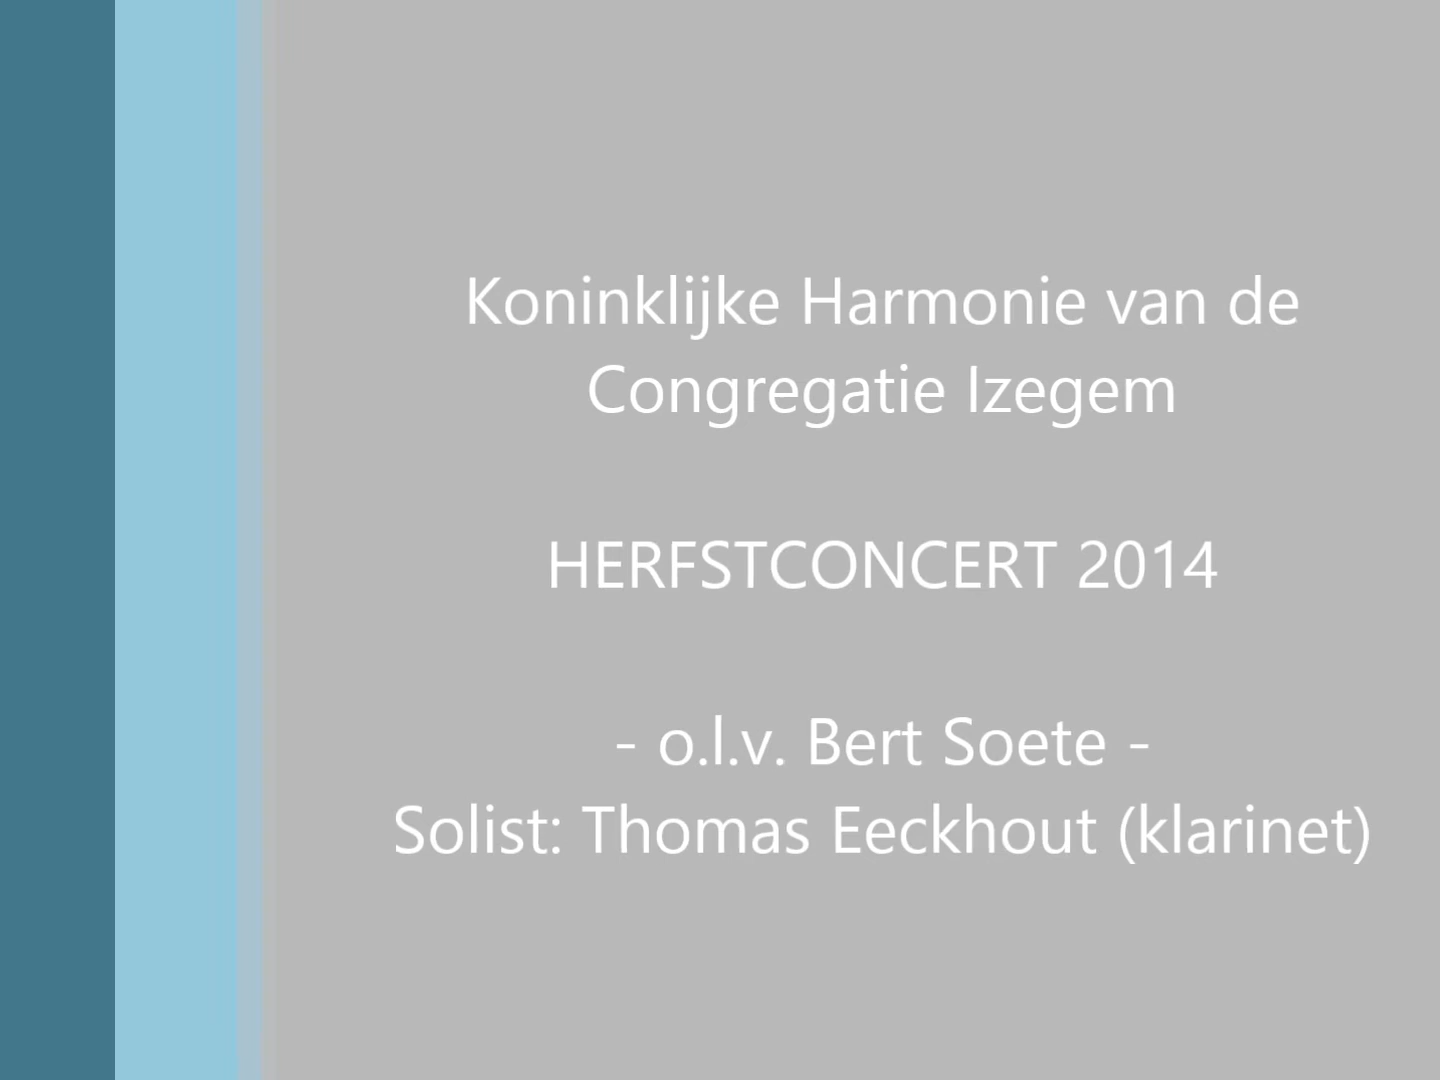 Koninklijke Harmonie van de
Congregatie Izegem
HERFSTCONCERT 2014
- o.l.v. Bert Soete -
Solist: Thomas Eeckhout (klarinet)